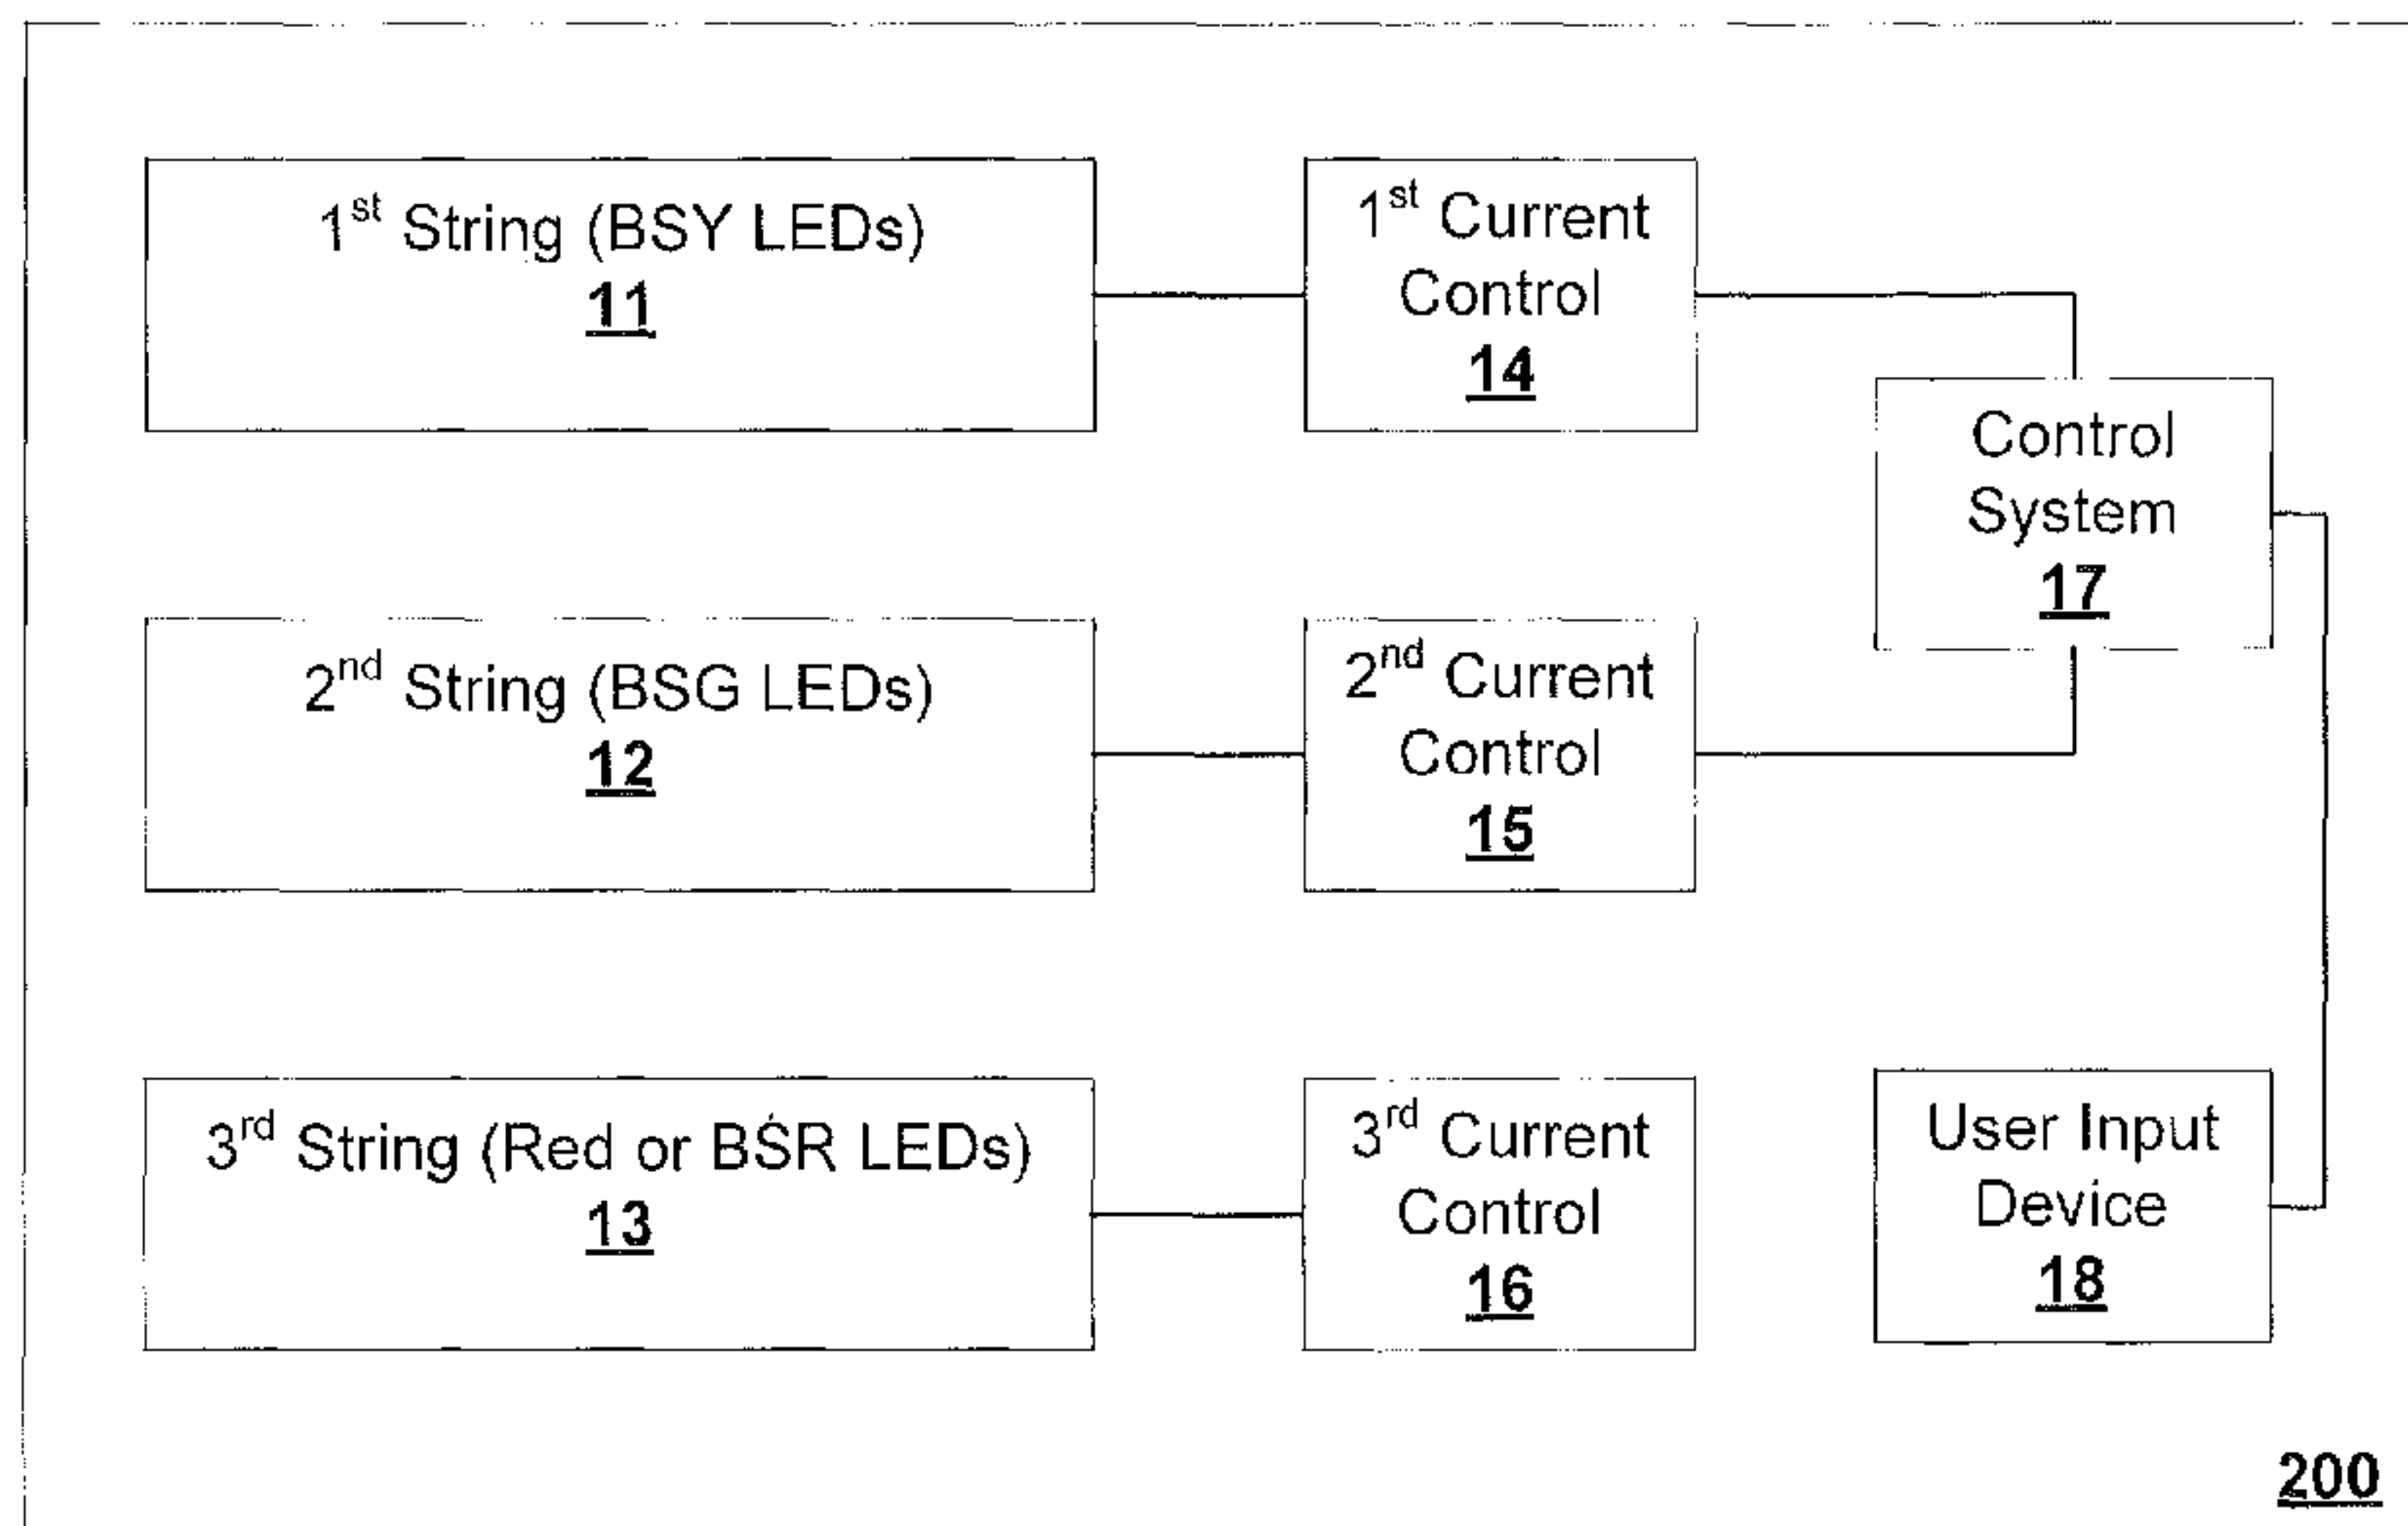 1st String (BSY LEDs)
11
1st Current
Control
14
Control
System
17
2nd String (BSG LEDs)
12
2nd Current
Control
15
3rd String (Red or BSR LEDs)
13
3rd Current
Control
16
User Input
Device
18
200